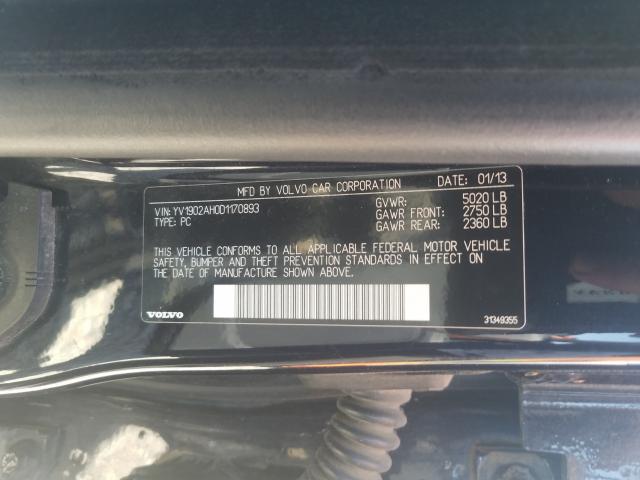 MFD BY VOLVO CAR CORPORATION DATE: 01/13
VIN: YV1902AH0D1170893
TYPE: PC
GVWR: 5020 LB
GAWR FRONT: 2750 LB
GAWR REAR: 2360 LB
THIS VEHICLE CONFORMS TO ALL APPLICABLE FEDERAL MOTOR VEHICLE
SAFETY, BUMPER AND THEFT PREVENTION STANDARDS IN EFFECT ON
THE DATE OF MANUFACTURE SHOWN ABOVE.
VOLVO 31349355